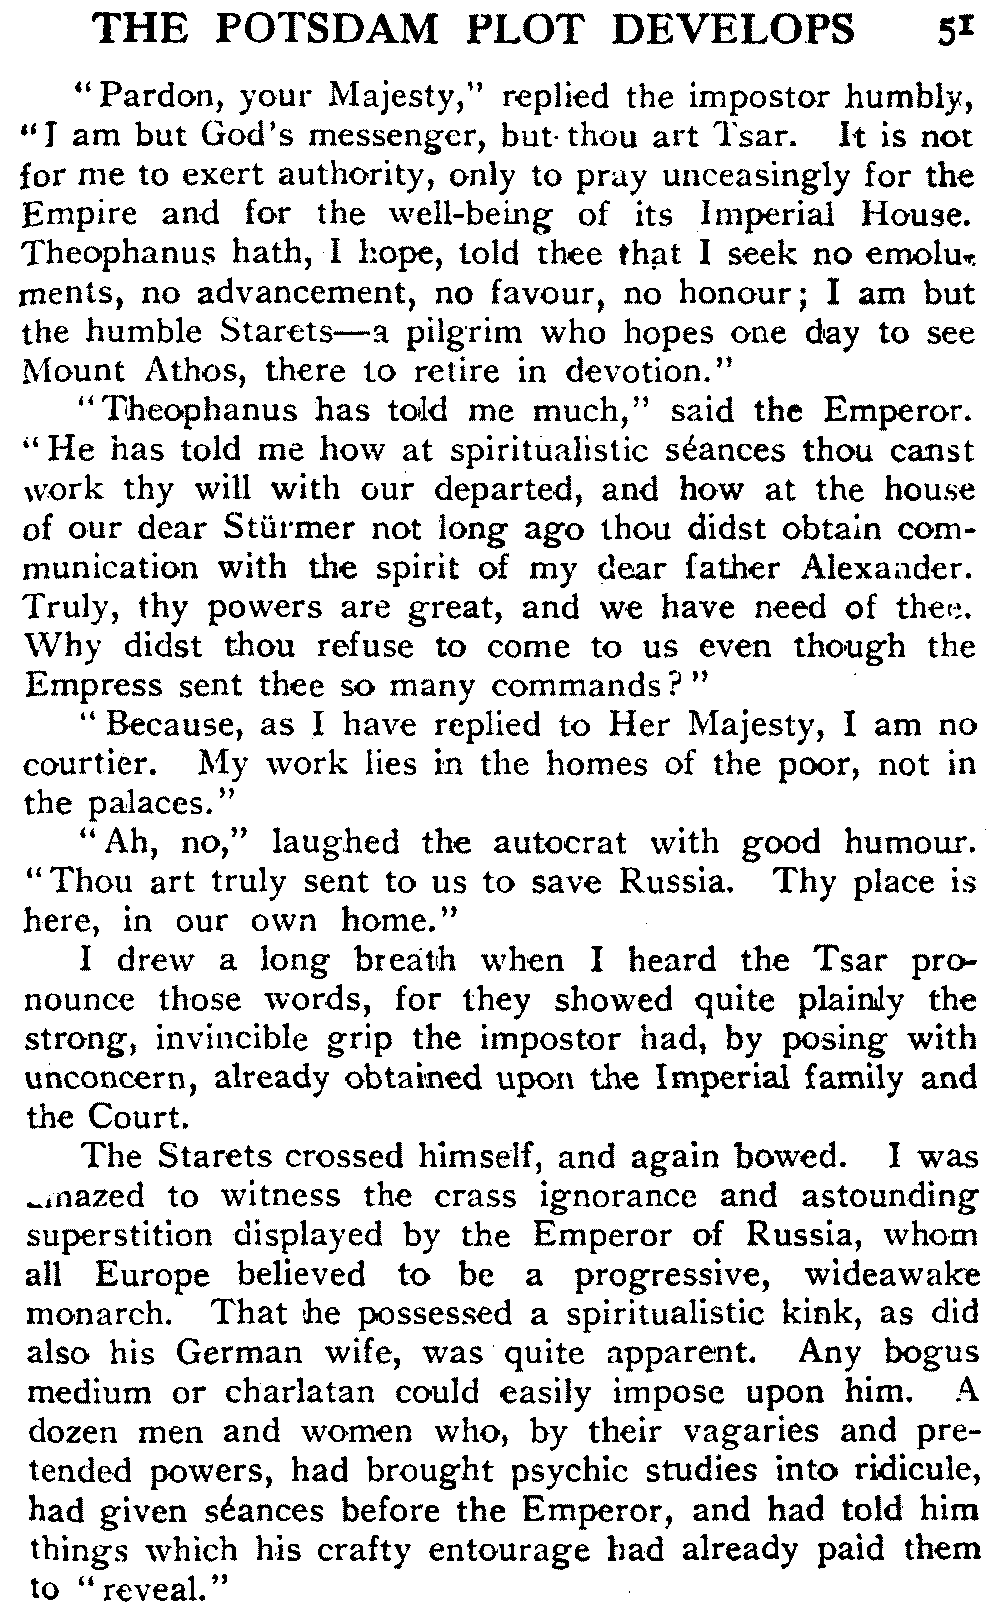 THE POTSDAM PLOT DEVELOPS 51
"Pardon, your Majesty," replied the impostor humbly,
"I am but God's messenger, but thou art Tsar. It is not
for me to exert authority, only to pray unceasingly for the
Empire and for the well-being of its Imperial House.
Theophanus hath, I hope, told thee that I seek no emolu-
ments, no advancement, no favour, no honour; I am but
the humble Starets—a pilgrim who hopes one day to see
Mount Athos, there to retire in devotion."
"Theophanus has told me much," said the Emperor.
"He has told me how at spiritualistic séances thou canst
work thy will with our departed, and how at the house
of our dear Stürmer not long ago thou didst obtain com-
munication with the spirit of my dear father Alexander.
Truly, thy powers are great, and we have need of thee.
Why didst thou refuse to come to us even though the
Empress sent thee so many commands?"
"Because, as I have replied to Her Majesty, I am no
courtier. My work lies in the homes of the poor, not in
the palaces."
"Ah, no," laughed the autocrat with good humour.
"Thou art truly sent to us to save Russia. Thy place is
here, in our own home."
I drew a long breath when I heard the Tsar pro-
nounce those words, for they showed quite plainly the
strong, invincible grip the impostor had, by posing with
unconcern, already obtained upon the Imperial family and
the Court.
The Starets crossed himself, and again bowed. I was
amazed to witness the crass ignorance and astounding
superstition displayed by the Emperor of Russia, whom
all Europe believed to be a progressive, wideawake
monarch. That he possessed a spiritualistic kink, as did
also his German wife, was quite apparent. Any bogus
medium or charlatan could easily impose upon him. A
dozen men and women who, by their vagaries and pre-
tended powers, had brought psychic studies into ridicule,
had given séances before the Emperor, and had told him
things which his crafty entourage had already paid them
to "reveal."